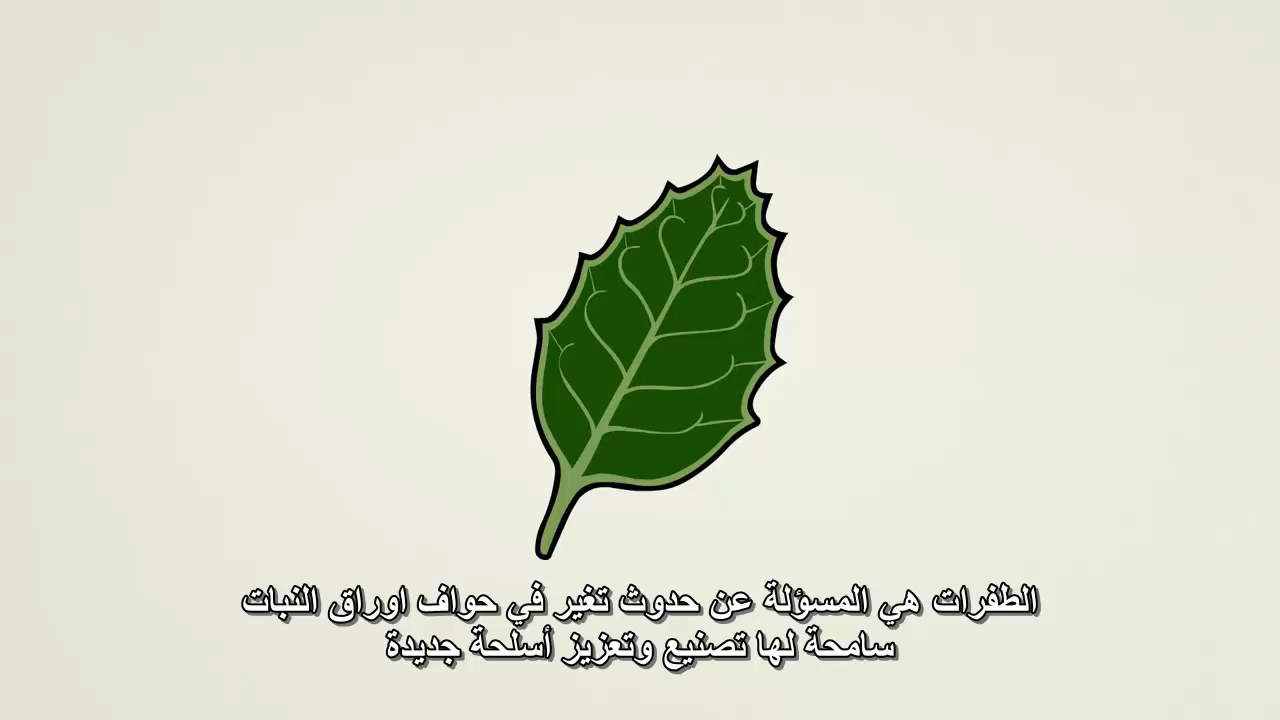 الطفرات هي المسؤلة عن حدوث تغير في حواف اوراق النبات
سامحة لها تصنيع وتعزيز أسلحة جديدة